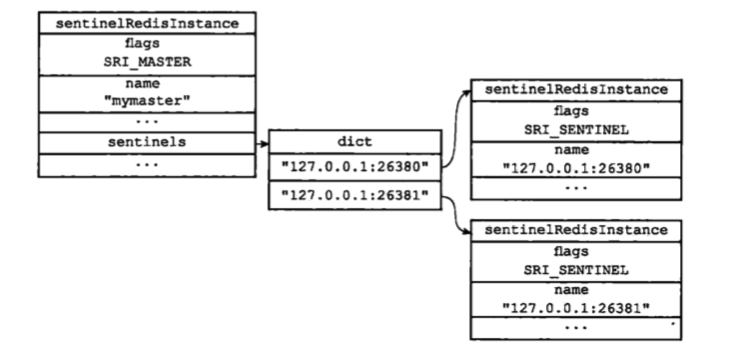 sentinelRedisInstance
flags
SRI_MASTER
name
"mymaster"
...
sentinels
...
dict
"127.0.0.1:26380"
"127.0.0.1:26381"
sentinelRedisInstance
flags
SRI_SENTINEL
name
"127.0.0.1:26380"
...
sentinelRedisInstance
flags
SRI_SENTINEL
name
"127.0.0.1:26381"
...